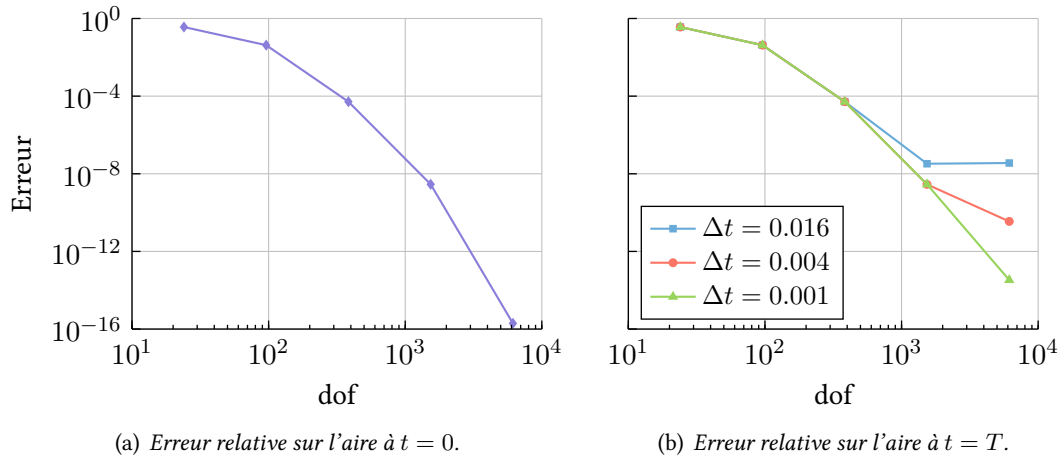 10^0
10^−4
10^−8
10^−12
10^−16
Erreur
10^1 10^2 10^3 10^4
dof
(a) Erreur relative sur l'aire à t = 0.
Δt = 0.016
Δt = 0.004
Δt = 0.001
10^1 10^2 10^3 10^4
dof
(b) Erreur relative sur l'aire à t = T.